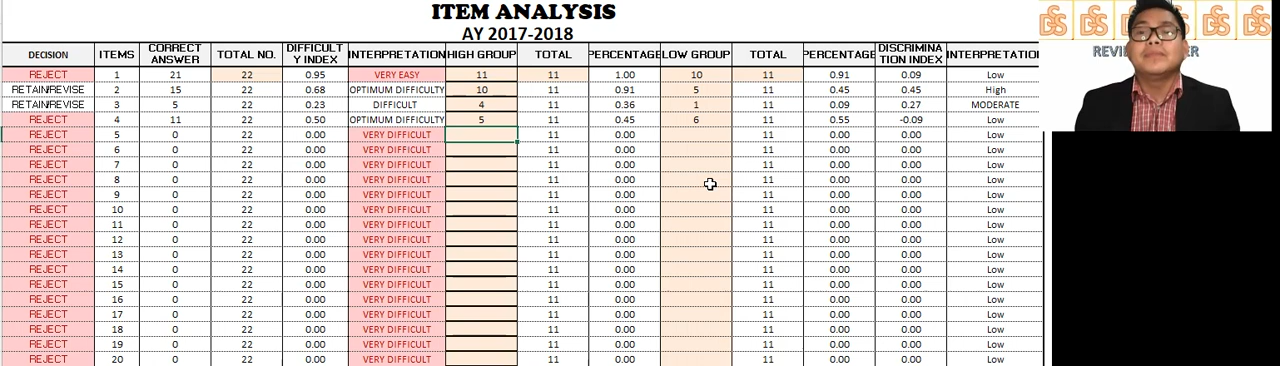 ITEM ANALYSIS
AY 2017-2018
DECISION ITEMS CORRECT ANSWER TOTAL NO. DIFFICULTY INDEX INTERPRETATION HIGH GROUP TOTAL PERCENTAGE LOW GROUP TOTAL PERCENTAGE DISCRIMINATION INDEX INTERPRETATIO
REJECT 1 21 22 0.95 VERY EASY 11 11 1.00 10 11 0.91 0.09 Low
RETAIN/REVISE 2 15 22 0.68 OPTIMUM DIFFICULTY 10 11 0.91 5 11 0.45 0.45 High
RETAIN/REVISE 3 5 22 0.23 DIFFICULT 4 11 0.36 1 11 0.09 0.27 MODERATE
REJECT 4 11 22 0.50 OPTIMUM DIFFICULTY 5 11 0.45 6 11 0.55 -0.09 Low
REJECT 5 0 22 0.00 VERY DIFFICULT 11 0.00 11 0.00 0.00 Low
REJECT 6 0 22 0.00 VERY DIFFICULT 11 0.00 11 0.00 0.00 Low
REJECT 7 0 22 0.00 VERY DIFFICULT 11 0.00 11 0.00 0.00 Low
REJECT 8 0 22 0.00 VERY DIFFICULT 11 0.00 11 0.00 0.00 Low
REJECT 9 0 22 0.00 VERY DIFFICULT 11 0.00 11 0.00 0.00 Low
REJECT 10 0 22 0.00 VERY DIFFICULT 11 0.00 11 0.00 0.00 Low
REJECT 11 0 22 0.00 VERY DIFFICULT 11 0.00 11 0.00 0.00 Low
REJECT 12 0 22 0.00 VERY DIFFICULT 11 0.00 11 0.00 0.00 Low
REJECT 13 0 22 0.00 VERY DIFFICULT 11 0.00 11 0.00 0.00 Low
REJECT 14 0 22 0.00 VERY DIFFICULT 11 0.00 11 0.00 0.00 Low
REJECT 15 0 22 0.00 VERY DIFFICULT 11 0.00 11 0.00 0.00 Low
REJECT 16 0 22 0.00 VERY DIFFICULT 11 0.00 11 0.00 0.00 Low
REJECT 17 0 22 0.00 VERY DIFFICULT 11 0.00 11 0.00 0.00 Low
REJECT 18 0 22 0.00 VERY DIFFICULT 11 0.00 11 0.00 0.00 Low
REJECT 19 0 22 0.00 VERY DIFFICULT 11 0.00 11 0.00 0.00 Low
REJECT 20 0 22 0.00 VERY DIFFICULT 11 0.00 11 0.00 0.00 Low